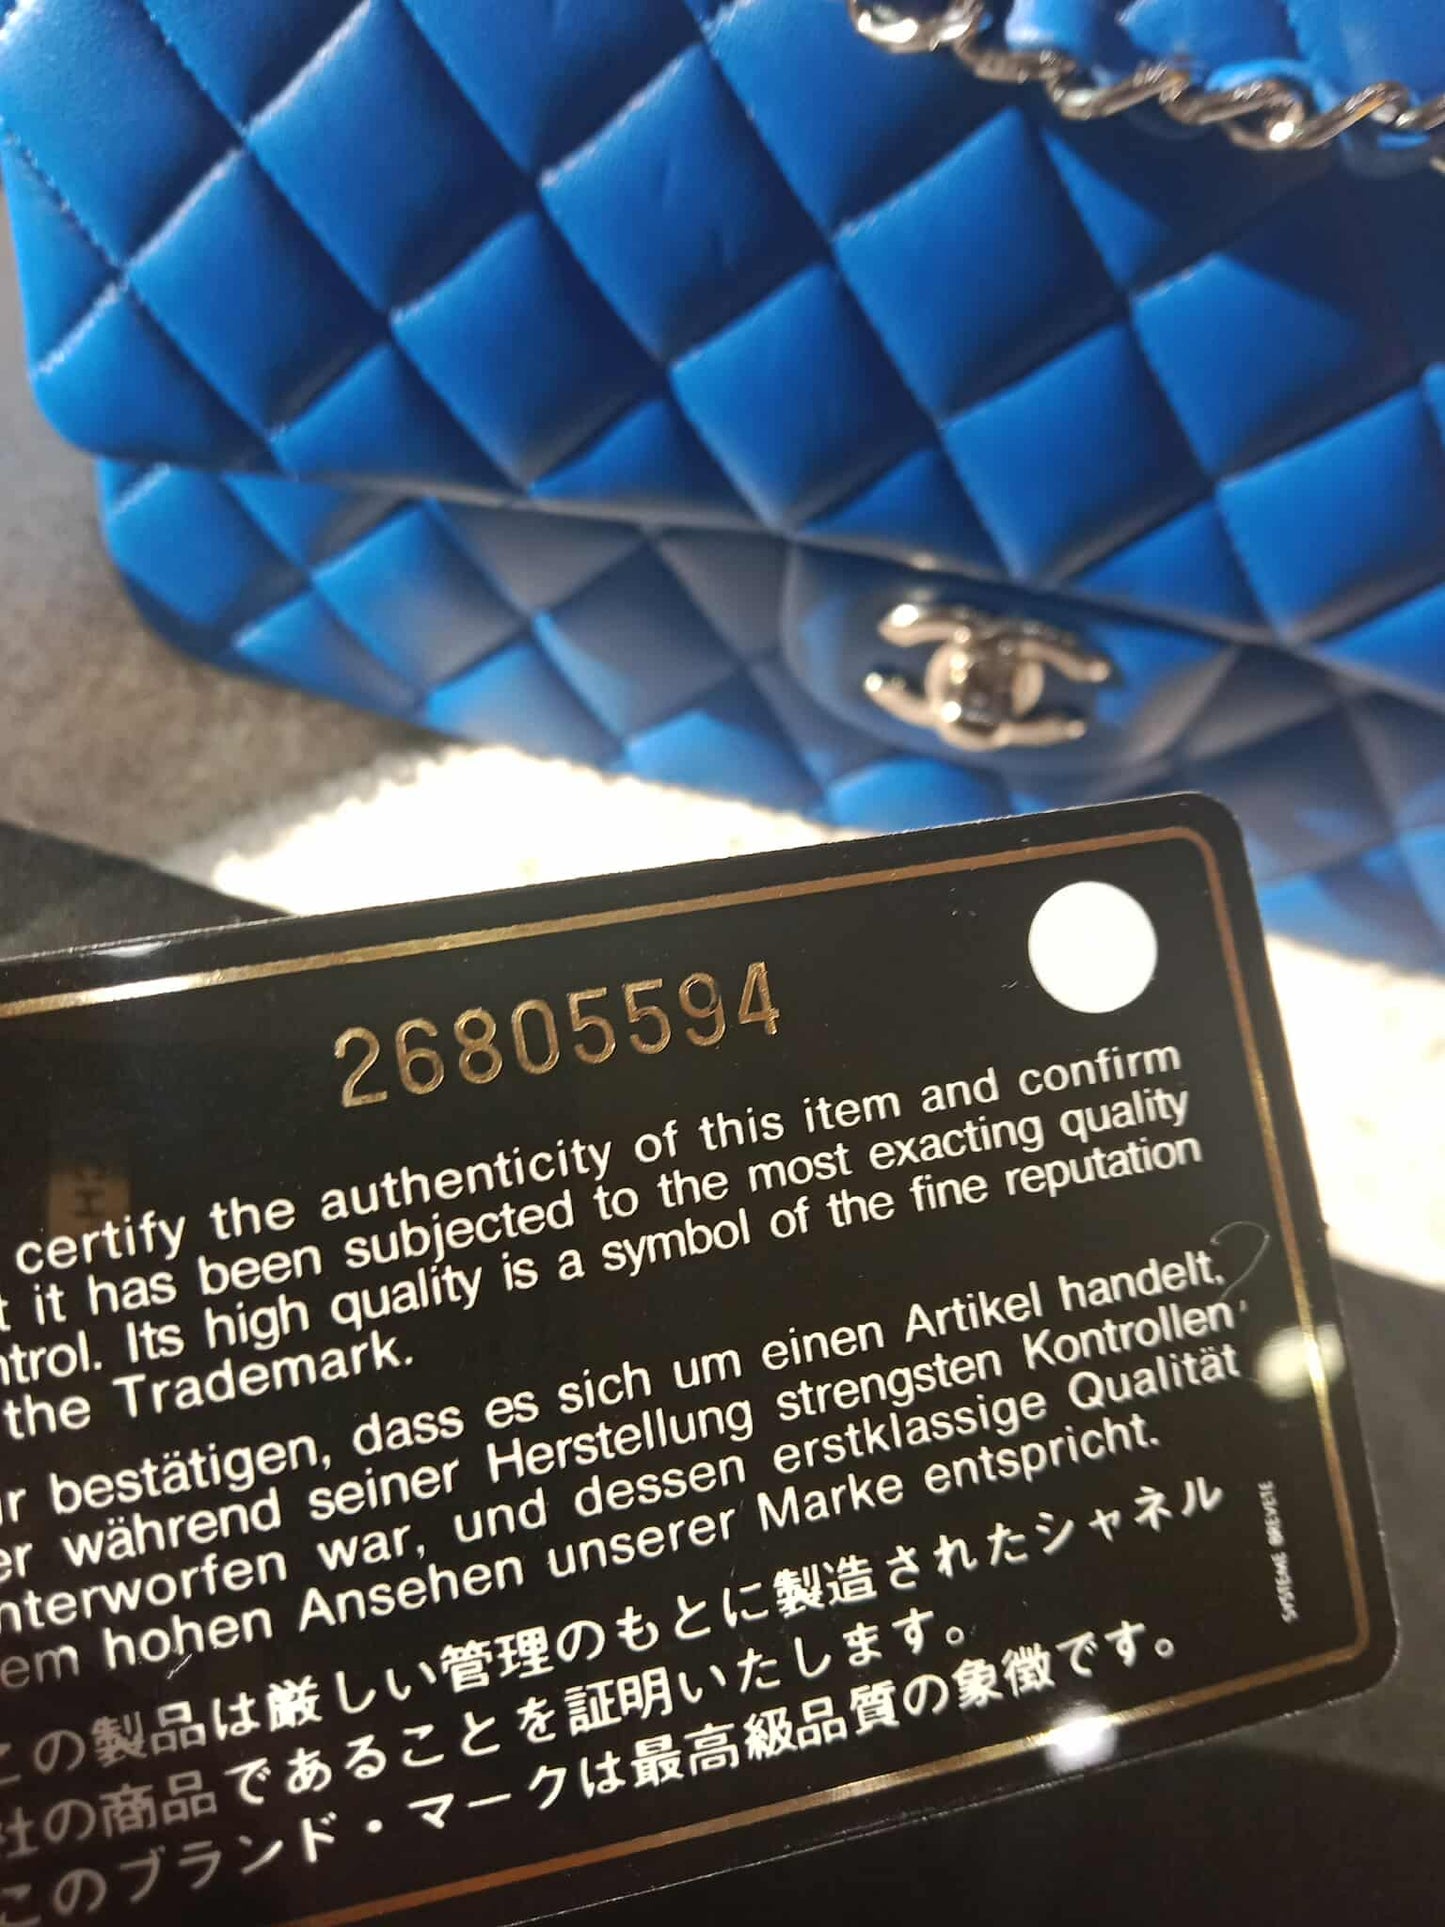 26805594
certify the authenticity of this item and confirm
it has been subjected to the most exacting quality
ntrol. Its high quality is a symbol of the fine reputation
the Trademark.
bestätigen, dass es sich um einen Artikel handelt,
er während seiner Herstellung strengsten Kontrollen
nterworfen war, und dessen erstklassige Qualität
em hohen Ansehen unserer Marke entspricht.
この製品は厳しい管理のもとに製造されたシャネル
社の商品であることを証明いたします。
このブランド・マークは最高級品質の象徴です。
SYSTEME BREVETE